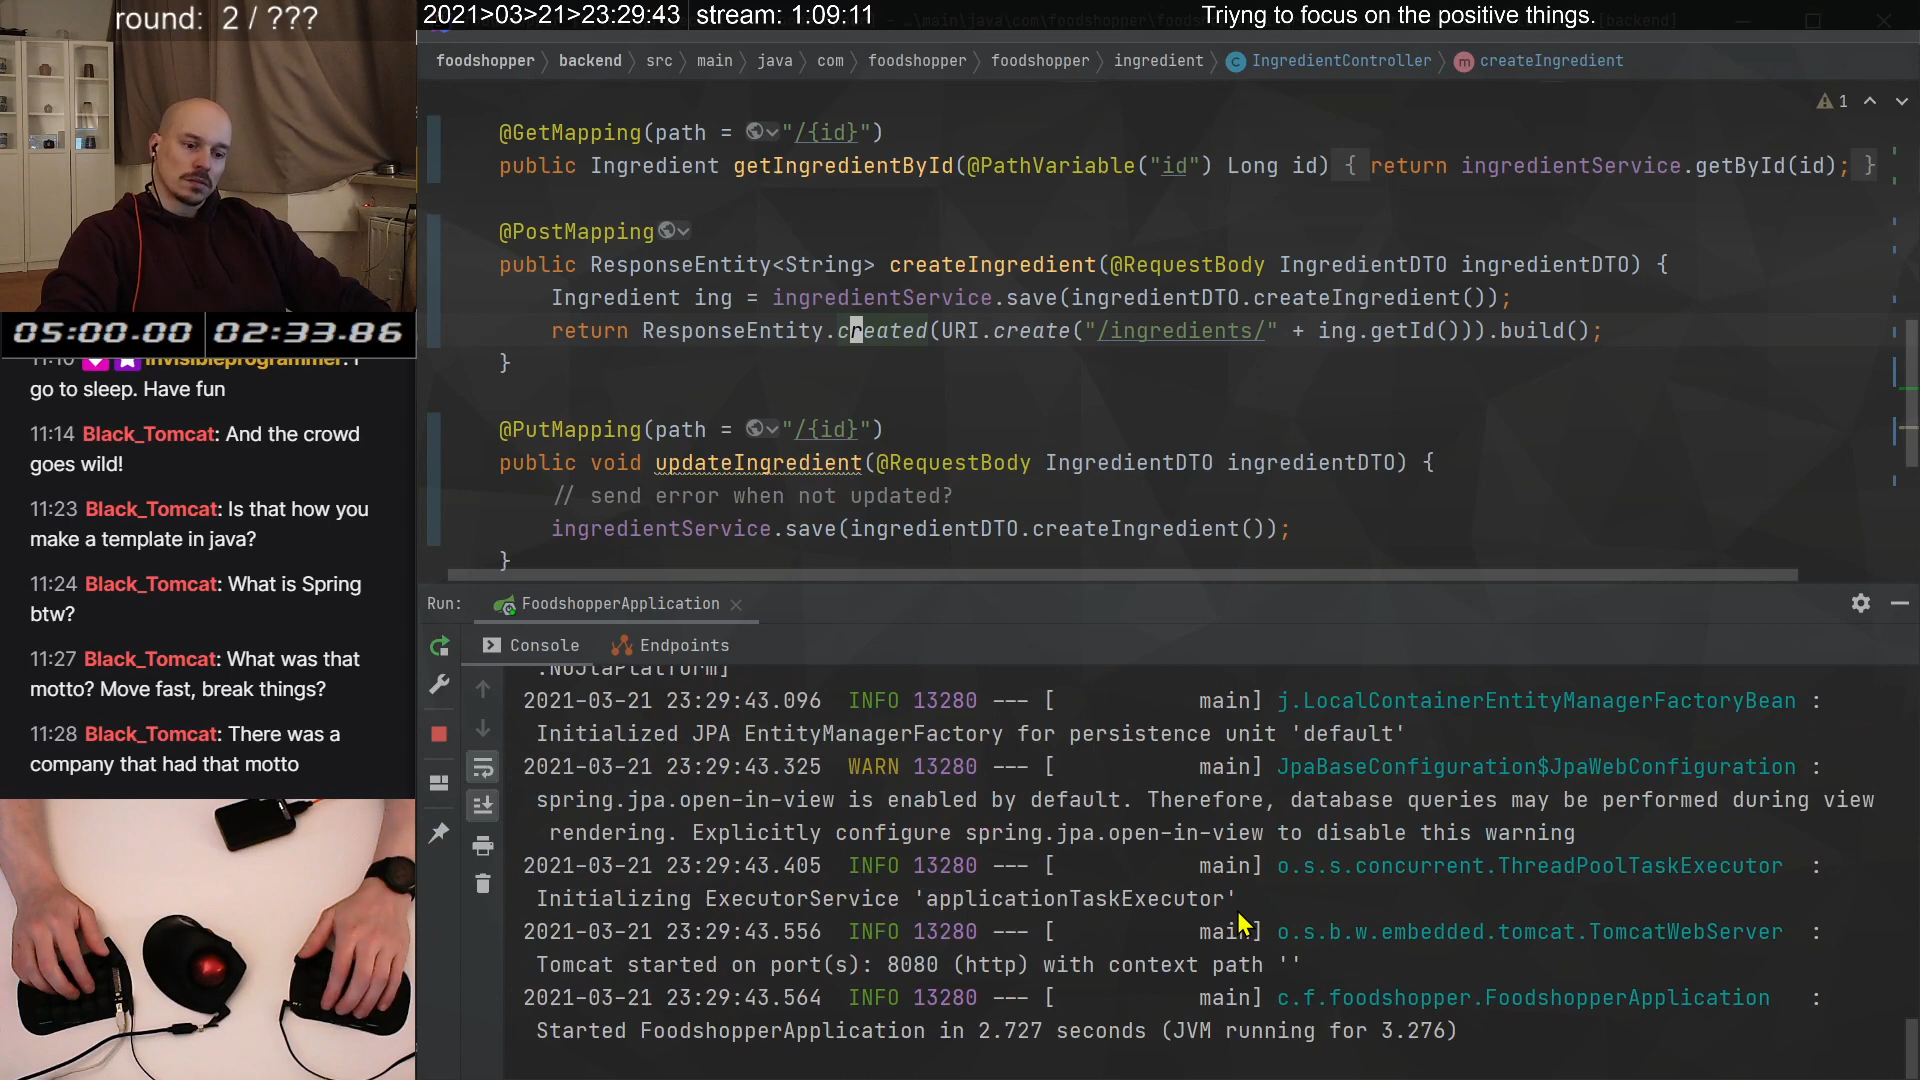 round: 2 / ???
2021>03>21>23:29:43 stream: 1:09:11
Triyng to focus on the positive things.
foodshopper backend src main java com foodshopper foodshopper ingredient IngredientController createIngredient
1
@GetMapping(path = "/{id}")
public Ingredient getIngredientById(@PathVariable("id") Long id) { return ingredientService.getById(id); }
@PostMapping
public ResponseEntity<String> createIngredient(@RequestBody IngredientDTO ingredientDTO) {
Ingredient ing = ingredientService.save(ingredientDTO.createIngredient());
return ResponseEntity.created(URI.create("/ingredients/" + ing.getId())).build();
}
@PutMapping(path = "/{id}")
public void updateIngredient(@RequestBody IngredientDTO ingredientDTO) {
// send error when not updated?
ingredientService.save(ingredientDTO.createIngredient());
}
05:00.00 02:33.86
go to sleep. Have fun
11:14 Black_Tomcat: And the crowd
goes wild!
11:23 Black_Tomcat: Is that how you
make a template in java?
11:24 Black_Tomcat: What is Spring
btw?
11:27 Black_Tomcat: What was that
motto? Move fast, break things?
11:28 Black_Tomcat: There was a
company that had that motto
Run: FoodshopperApplication
Console Endpoints
.NoJtaPlatform]
2021-03-21 23:29:43.096 INFO 13280 --- [ main] j.LocalContainerEntityManagerFactoryBean :
Initialized JPA EntityManagerFactory for persistence unit 'default'
2021-03-21 23:29:43.325 WARN 13280 --- [ main] JpaBaseConfiguration$JpaWebConfiguration :
spring.jpa.open-in-view is enabled by default. Therefore, database queries may be performed during view
rendering. Explicitly configure spring.jpa.open-in-view to disable this warning
2021-03-21 23:29:43.405 INFO 13280 --- [ main] o.s.s.concurrent.ThreadPoolTaskExecutor :
Initializing ExecutorService 'applicationTaskExecutor'
2021-03-21 23:29:43.556 INFO 13280 --- [ main] o.s.b.w.embedded.tomcat.TomcatWebServer :
Tomcat started on port(s): 8080 (http) with context path ''
2021-03-21 23:29:43.564 INFO 13280 --- [ main] c.f.foodshopper.FoodshopperApplication :
Started FoodshopperApplication in 2.727 seconds (JVM running for 3.276)